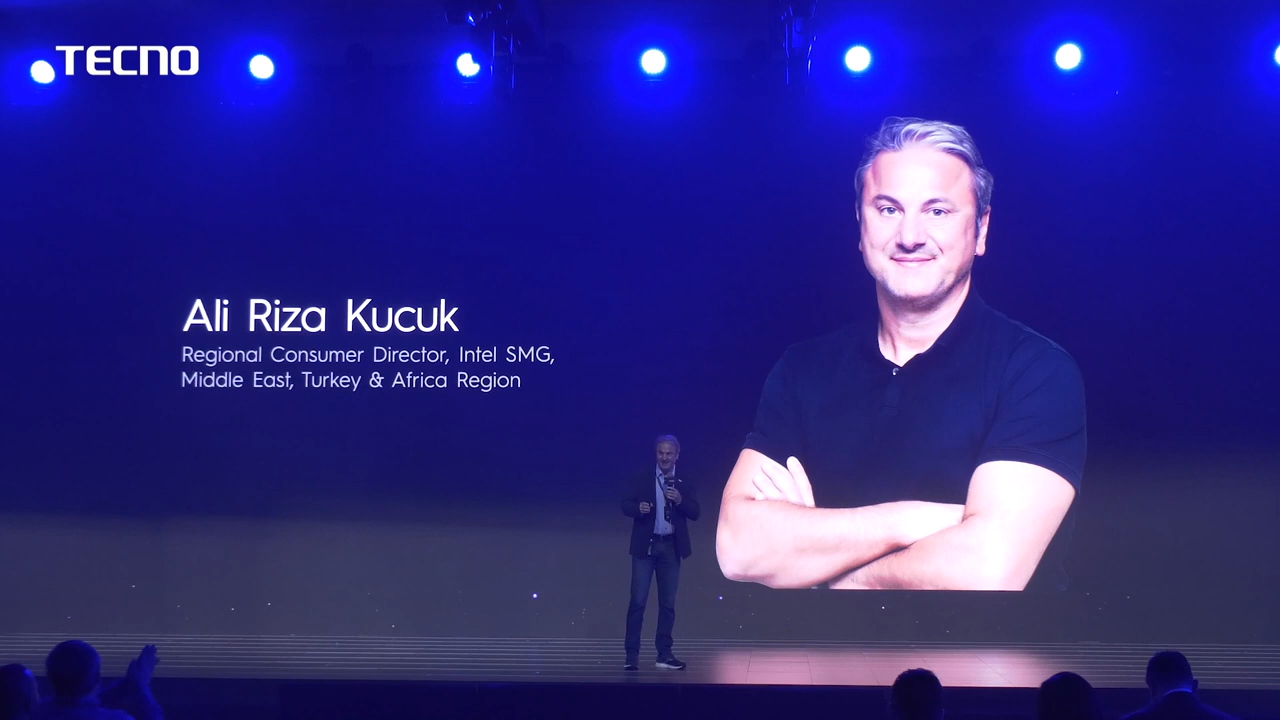 TECNO
Ali Riza Kucuk
Regional Consumer Director, Intel SMG,
Middle East, Turkey & Africa Region